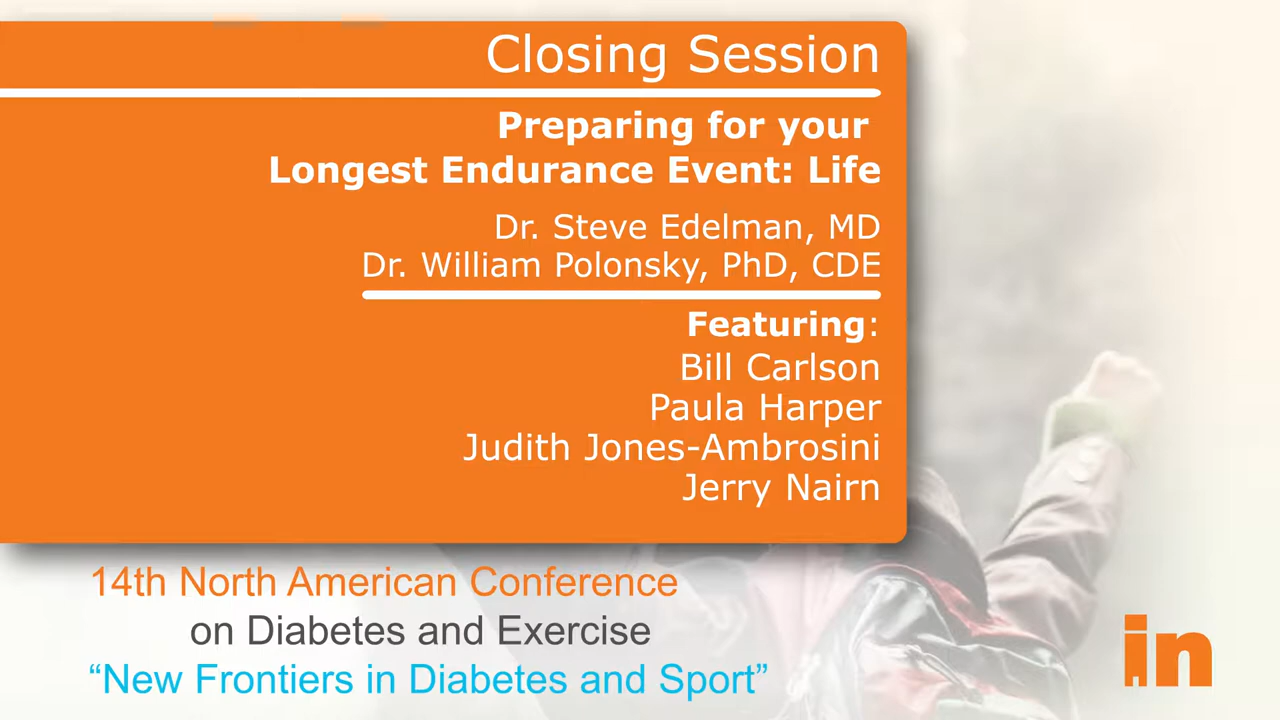 Closing Session
Preparing for your
Longest Endurance Event: Life
Dr. Steve Edelman, MD
Dr. William Polonsky, PhD, CDE
Featuring:
Bill Carlson
Paula Harper
Judith Jones-Ambrosini
Jerry Nairn
14th North American Conference
on Diabetes and Exercise
“New Frontiers in Diabetes and Sport”
in